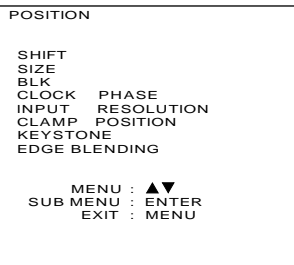 POSITION
SHIFT
SIZE
BLK
CLOCK PHASE
INPUT RESOLUTION
CLAMP POSITION
KEYSTONE
EDGE BLENDING
MENU : ▲▼
SUB MENU : ENTER
EXIT : MENU